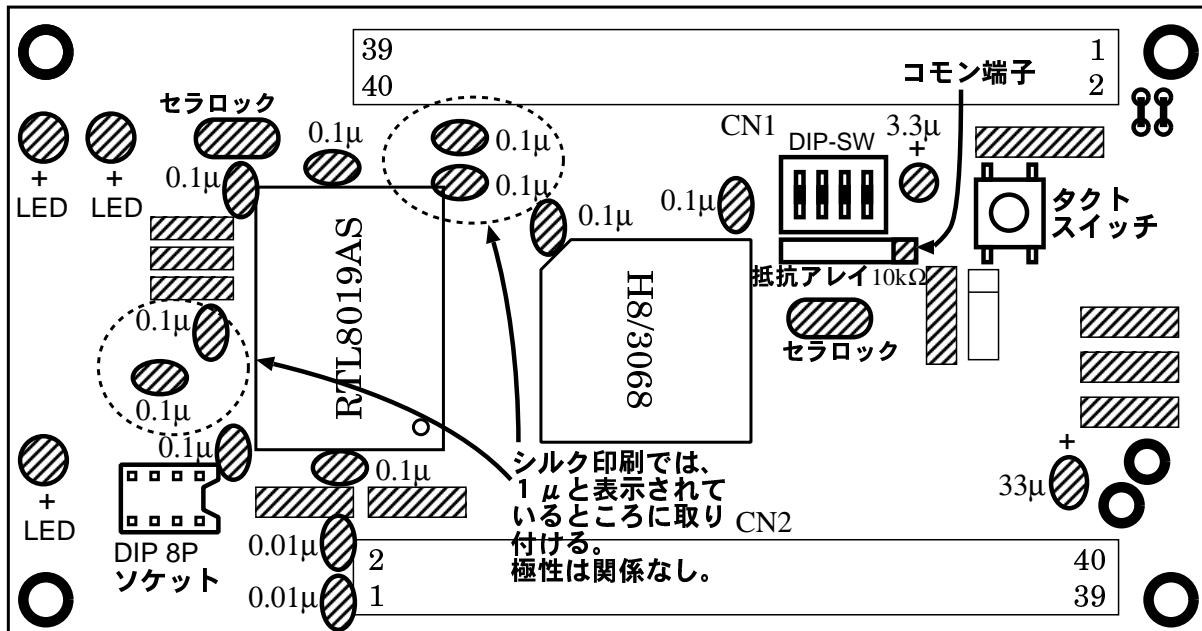 39
1
40
2
コモン端子
セラロック
0.1μ
0.1μ
0.1μ
CN1
DIP-SW
3.3μ
+
+
LED
+
LED
0.1μ
0.1μ
0.1μ
タクト
スイッチ
RTL8019AS
H8/3068
抵抗アレイ 10kΩ
セラロック
0.1μ
0.1μ
0.1μ
0.1μ
シルク印刷では、
1 μと表示されて
いるところに取り
付ける。
極性は関係なし。
+
33μ
+
LED
DIP 8P
ソケット
0.01μ
0.01μ
CN2
2
40
1
39